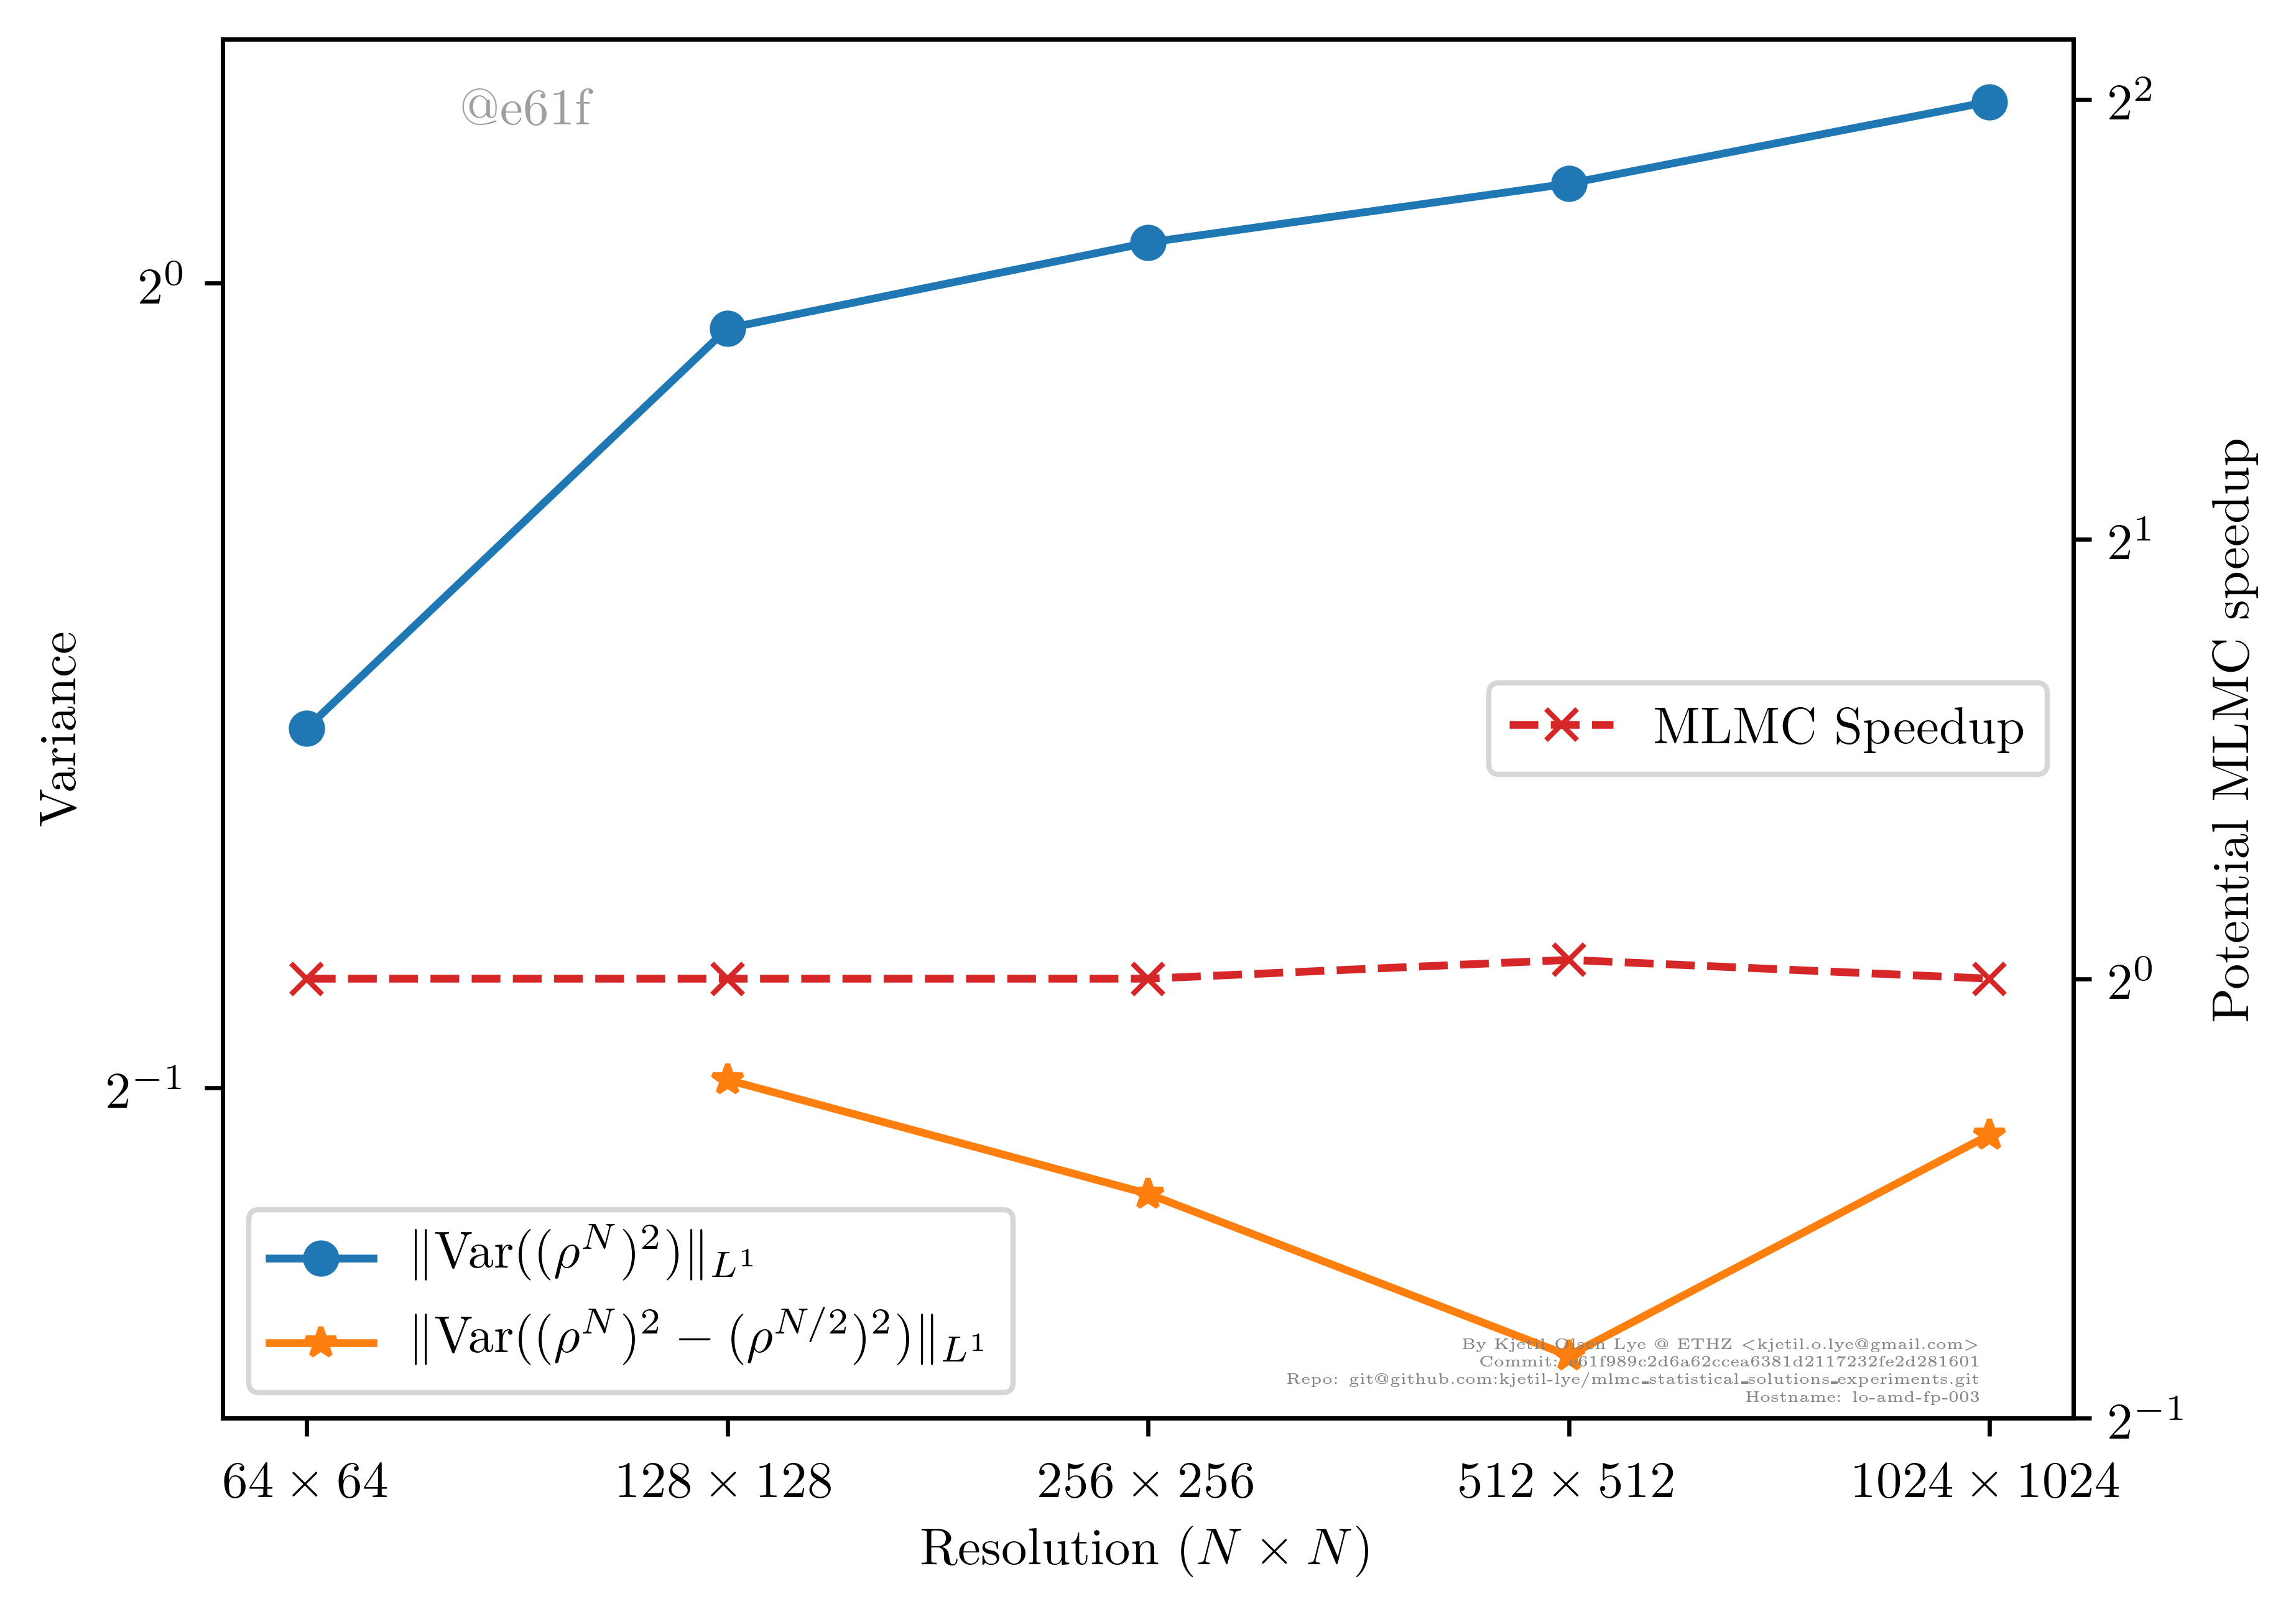 @e61f
2^0
2^{-1}
Variance
2^2
2^1
2^0
2^{-1}
Potential MLMC speedup
MLMC Speedup
‖Var((ρ^N)^2)‖_{L^1}
‖Var((ρ^N)^2 − (ρ^{N/2})^2)‖_{L^1}
By Kjetil Olsen Lye @ ETHZ <kjetil.o.lye@gmail.com>
Commit: e61f989c2d6a62ccea6381d2117232fe2d281601
Repo: git@github.com:kjetil-lye/mlmc_statistical_solutions_experiments.git
Hostname: lo-amd-fp-003
64 × 64
128 × 128
256 × 256
512 × 512
1024 × 1024
Resolution (N × N)